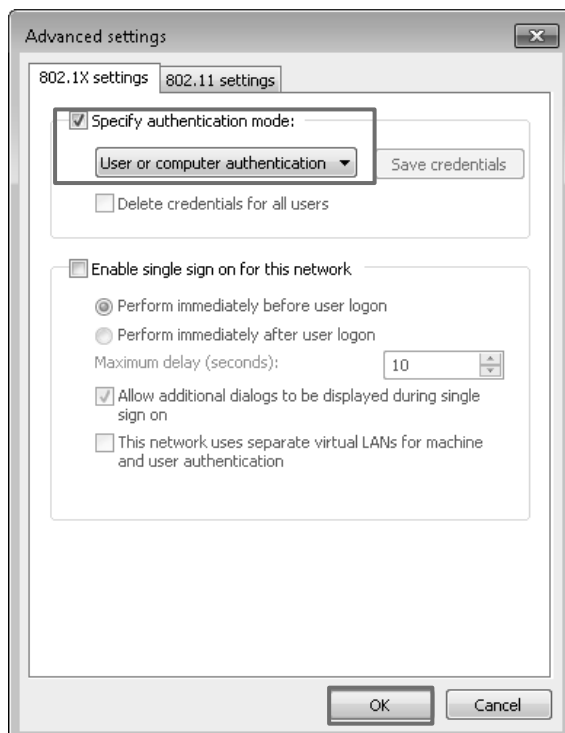 Advanced settings
802.1X settings
802.11 settings
Specify authentication mode:
User or computer authentication
Save credentials
Delete credentials for all users
Enable single sign on for this network
Perform immediately before user logon
Perform immediately after user logon
Maximum delay (seconds):
10
Allow additional dialogs to be displayed during single
sign on
This network uses separate virtual LANs for machine
and user authentication
OK
Cancel